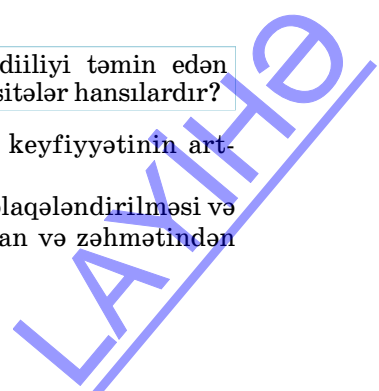 diiliyi təmin edən
sitələr hansılardır?
keyfiyyətinin art-
laqələndirilməsi və
an və zəhmətindən
LAYİHƏ